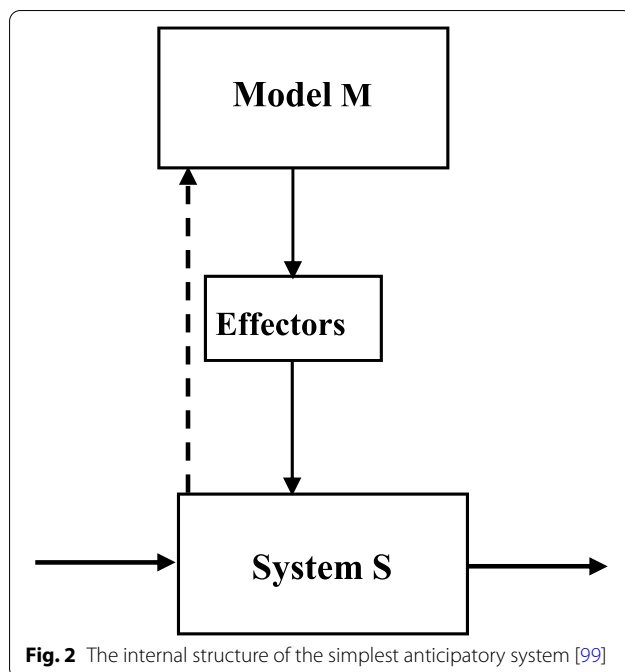 Model M
Effectors
System S
Fig. 2 The internal structure of the simplest anticipatory system [99]